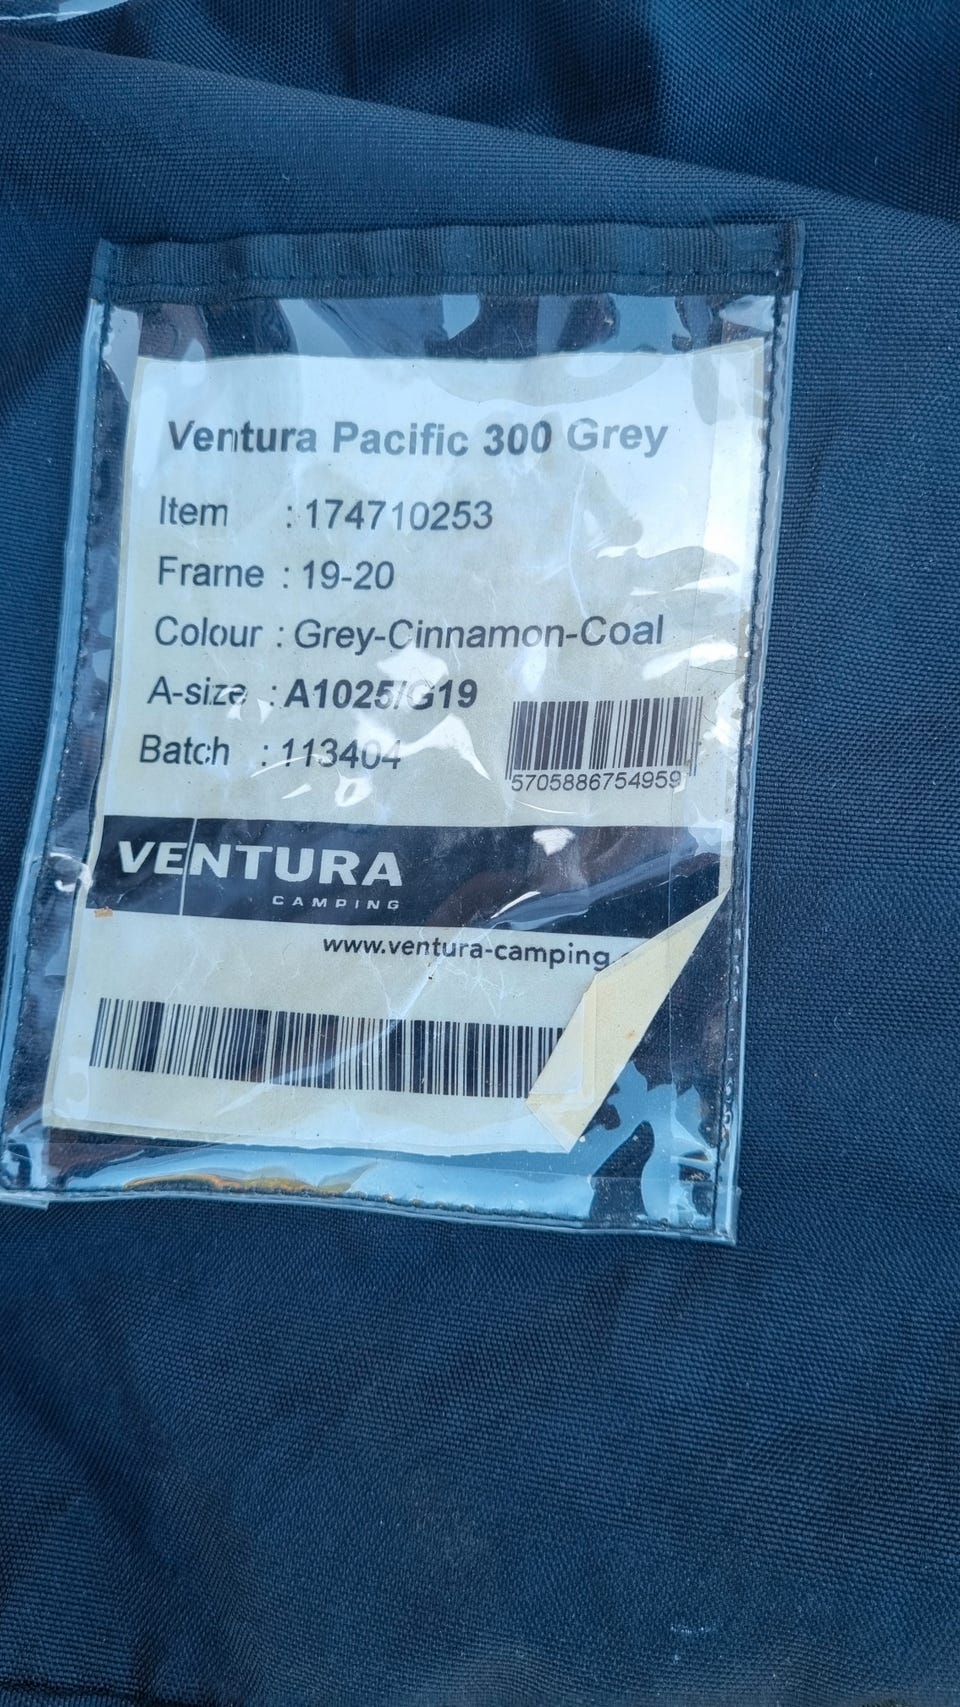 Ventura Pacific 300 Grey
Item : 174710253
Frame : 19-20
Colour : Grey-Cinnamon-Coal
A-size : A1025/G19
Batch : 113404
5705886754959
VENTURA
CAMPING
www.ventura-camping